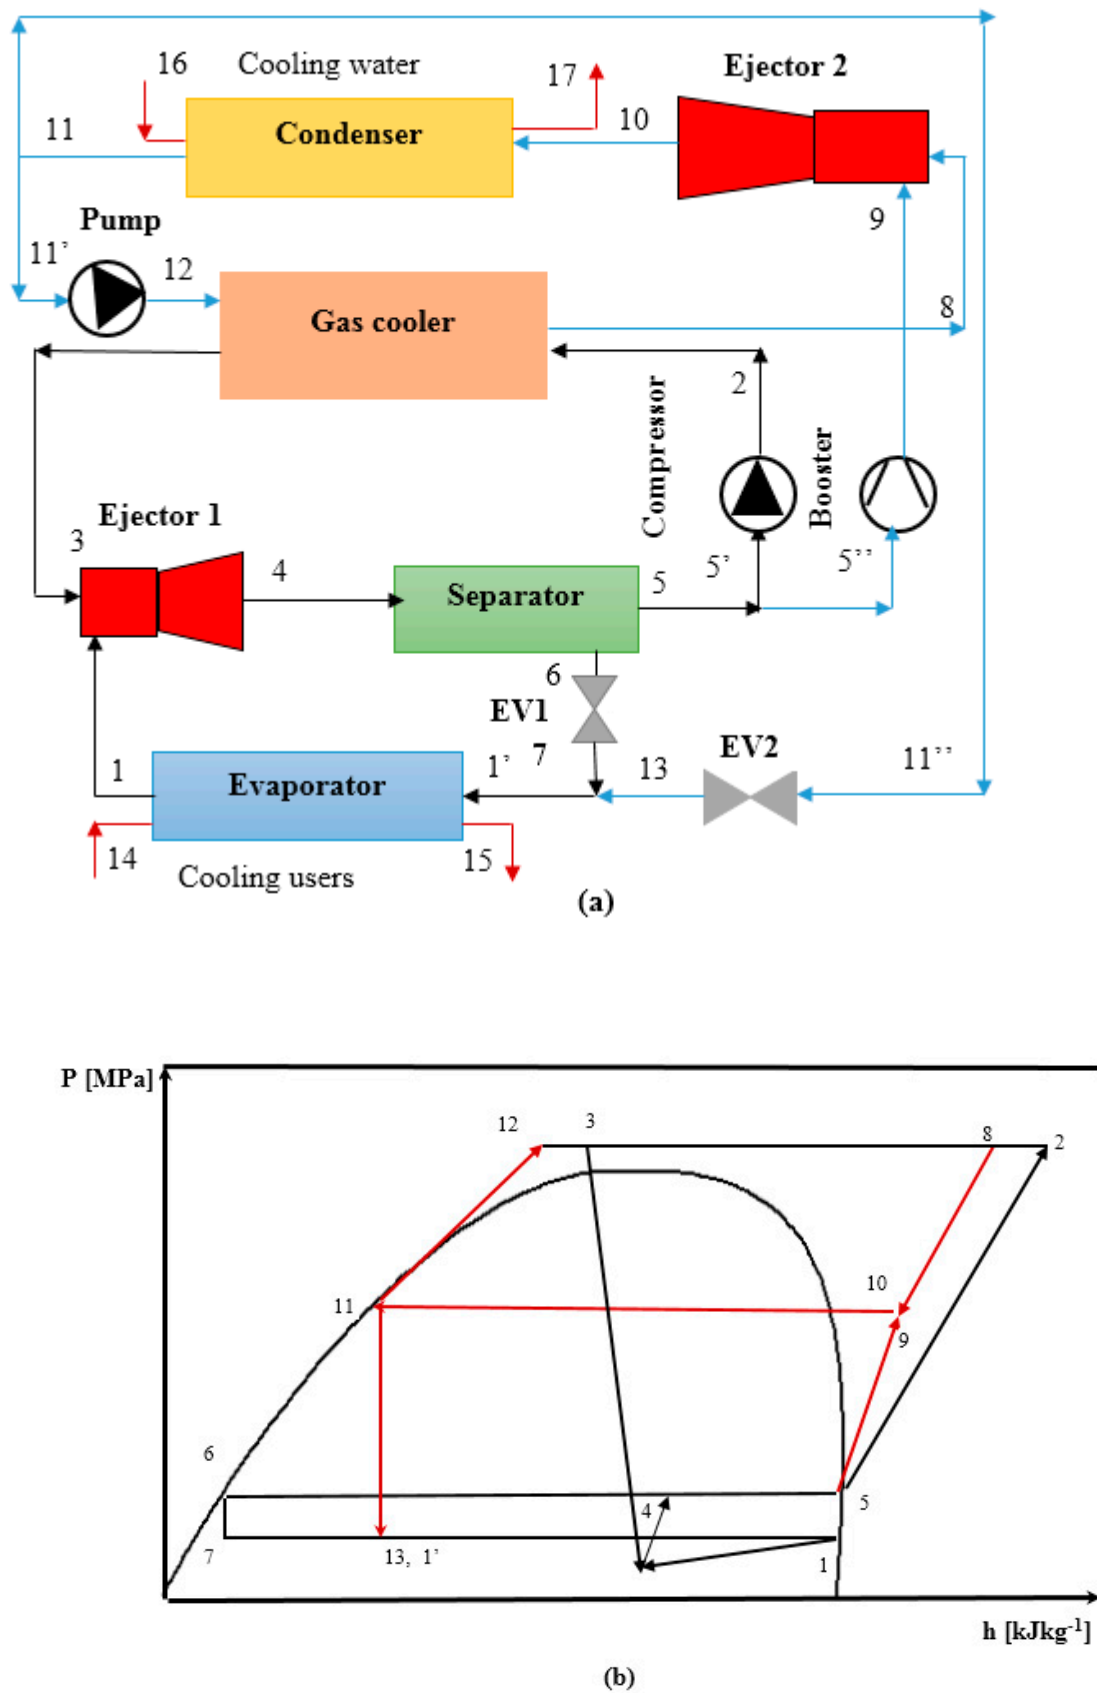 16
Cooling water
17
Ejector 2
11
Condenser
10
9
Pump
11’
12
Gas cooler
8
2
Compressor
Booster
Ejector 1
3
4
Separator
5
5’
5’’
6
EV1
7
EV2
1
Evaporator
1’
13
11’’
14
Cooling users
15
(a)
P [MPa]
12
3
8
2
10
11
9
6
4
5
7
13, 1’
1
h [kJkg-1]
(b)